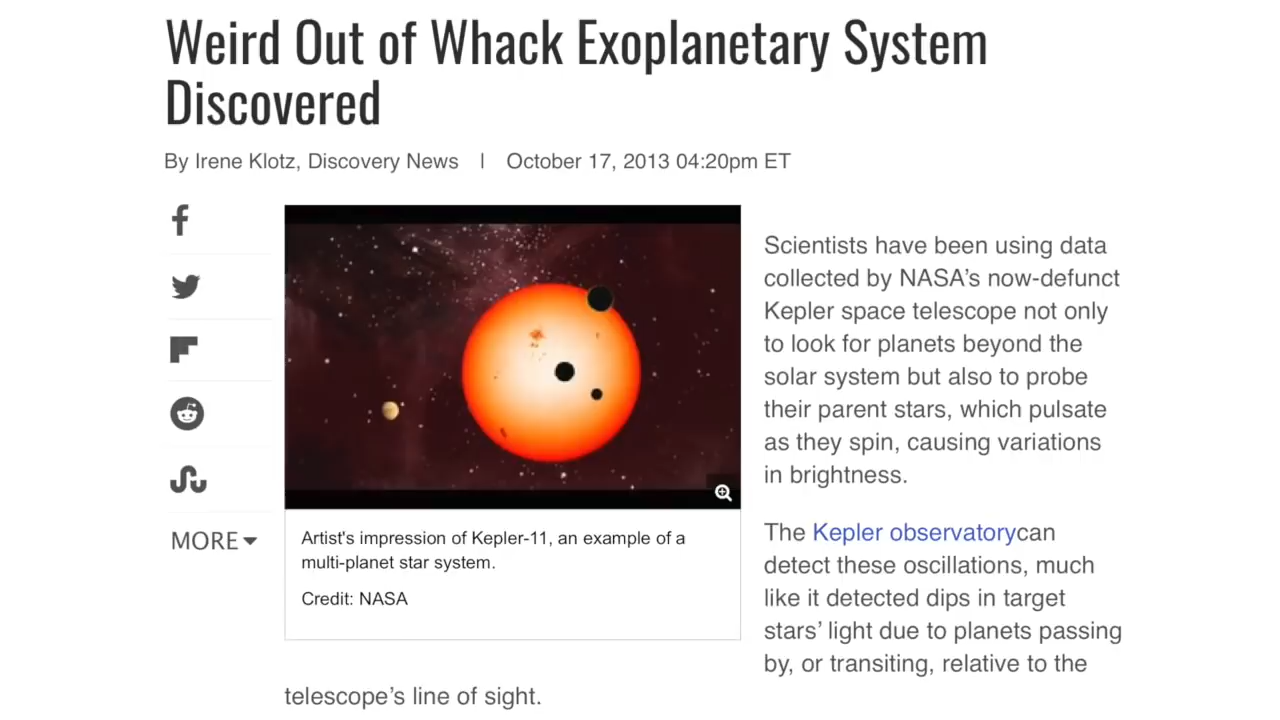 Weird Out of Whack Exoplanetary System
Discovered
By Irene Klotz, Discovery News | October 17, 2013 04:20pm ET
MORE
Artist's impression of Kepler-11, an example of a
multi-planet star system.
Credit: NASA
Scientists have been using data
collected by NASA’s now-defunct
Kepler space telescope not only
to look for planets beyond the
solar system but also to probe
their parent stars, which pulsate
as they spin, causing variations
in brightness.
The Kepler observatorycan
detect these oscillations, much
like it detected dips in target
stars’ light due to planets passing
by, or transiting, relative to the
telescope’s line of sight.